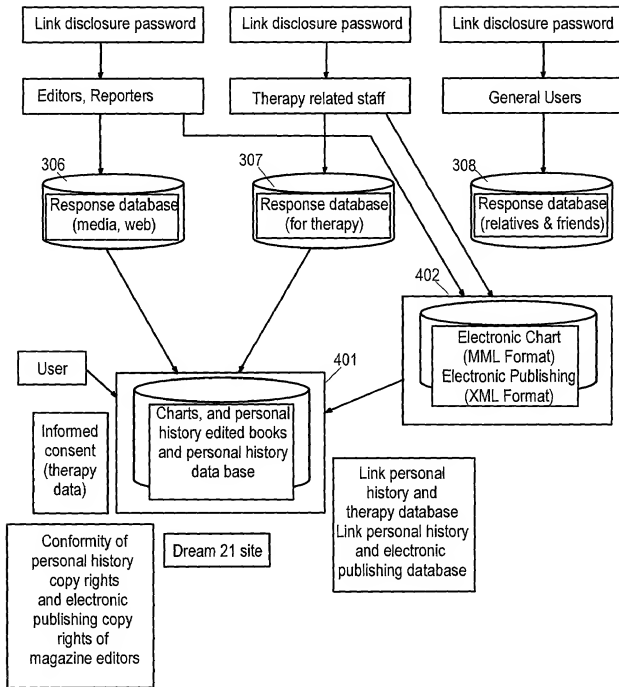 Link disclosure password
Link disclosure password
Link disclosure password
Editors, Reporters
Therapy related staff
General Users
306
307
308
Response database
(media, web)
Response database
(for therapy)
Response database
(relatives & friends)
402
Electronic Chart
(MML Format)
Electronic Publishing
(XML Format)
User
401
Charts, and personal
history edited books
and personal history
data base
Informed
consent
(therapy
data)
Link personal
history and
therapy database
Link personal history
and electronic
publishing database
Dream 21 site
Conformity of
personal history
copy rights
and electronic
publishing copy
rights of
magazine editors